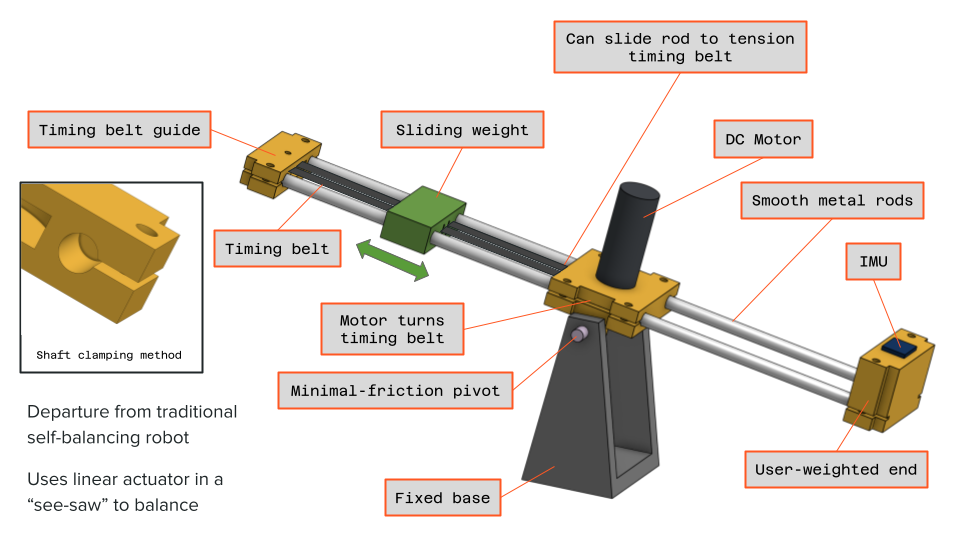 Can slide rod to tension
timing belt
Timing belt guide
Sliding weight
DC Motor
Smooth metal rods
Timing belt
IMU
Motor turns
timing belt
Shaft clamping method
Minimal-friction pivot
Departure from traditional
self-balancing robot
User-weighted end
Uses linear actuator in a
“see-saw” to balance
Fixed base